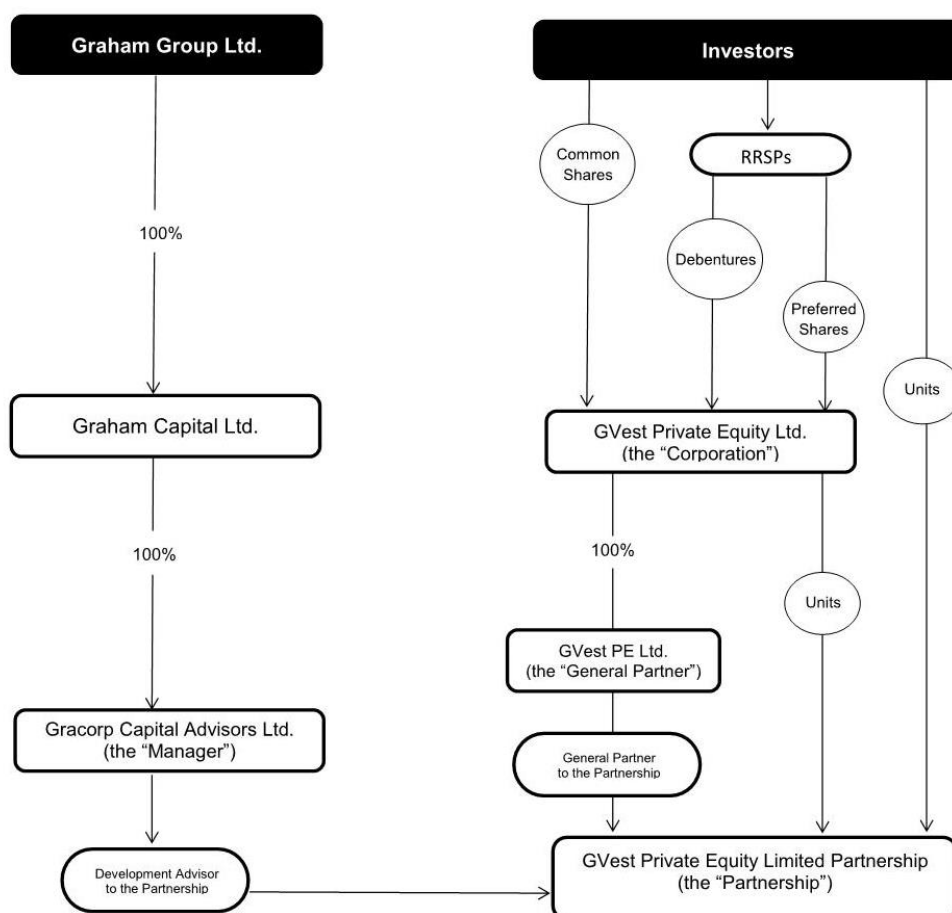 Graham Group Ltd.
Investors
Common
Shares
RRSPs
100%
Debentures
Preferred
Shares
Units
Graham Capital Ltd.
GVest Private Equity Ltd.
(the “Corporation”)
100%
100%
Units
GVest PE Ltd.
(the “General Partner”)
Gracorp Capital Advisors Ltd.
(the “Manager”)
General Partner
to the Partnership
Development Advisor
to the Partnership
GVest Private Equity Limited Partnership
(the “Partnership”)